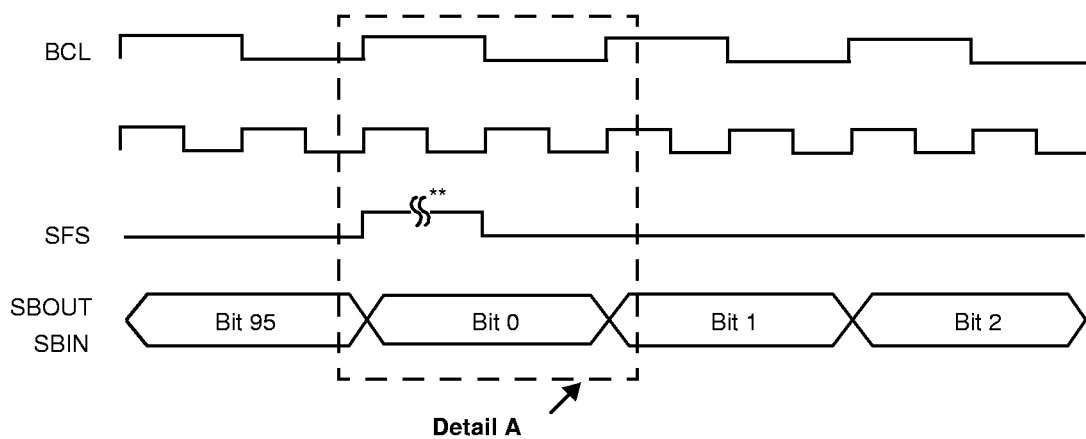 BCL
**
SFS
SBOUT
SBIN
Bit 95
Bit 0
Bit 1
Bit 2
Detail A